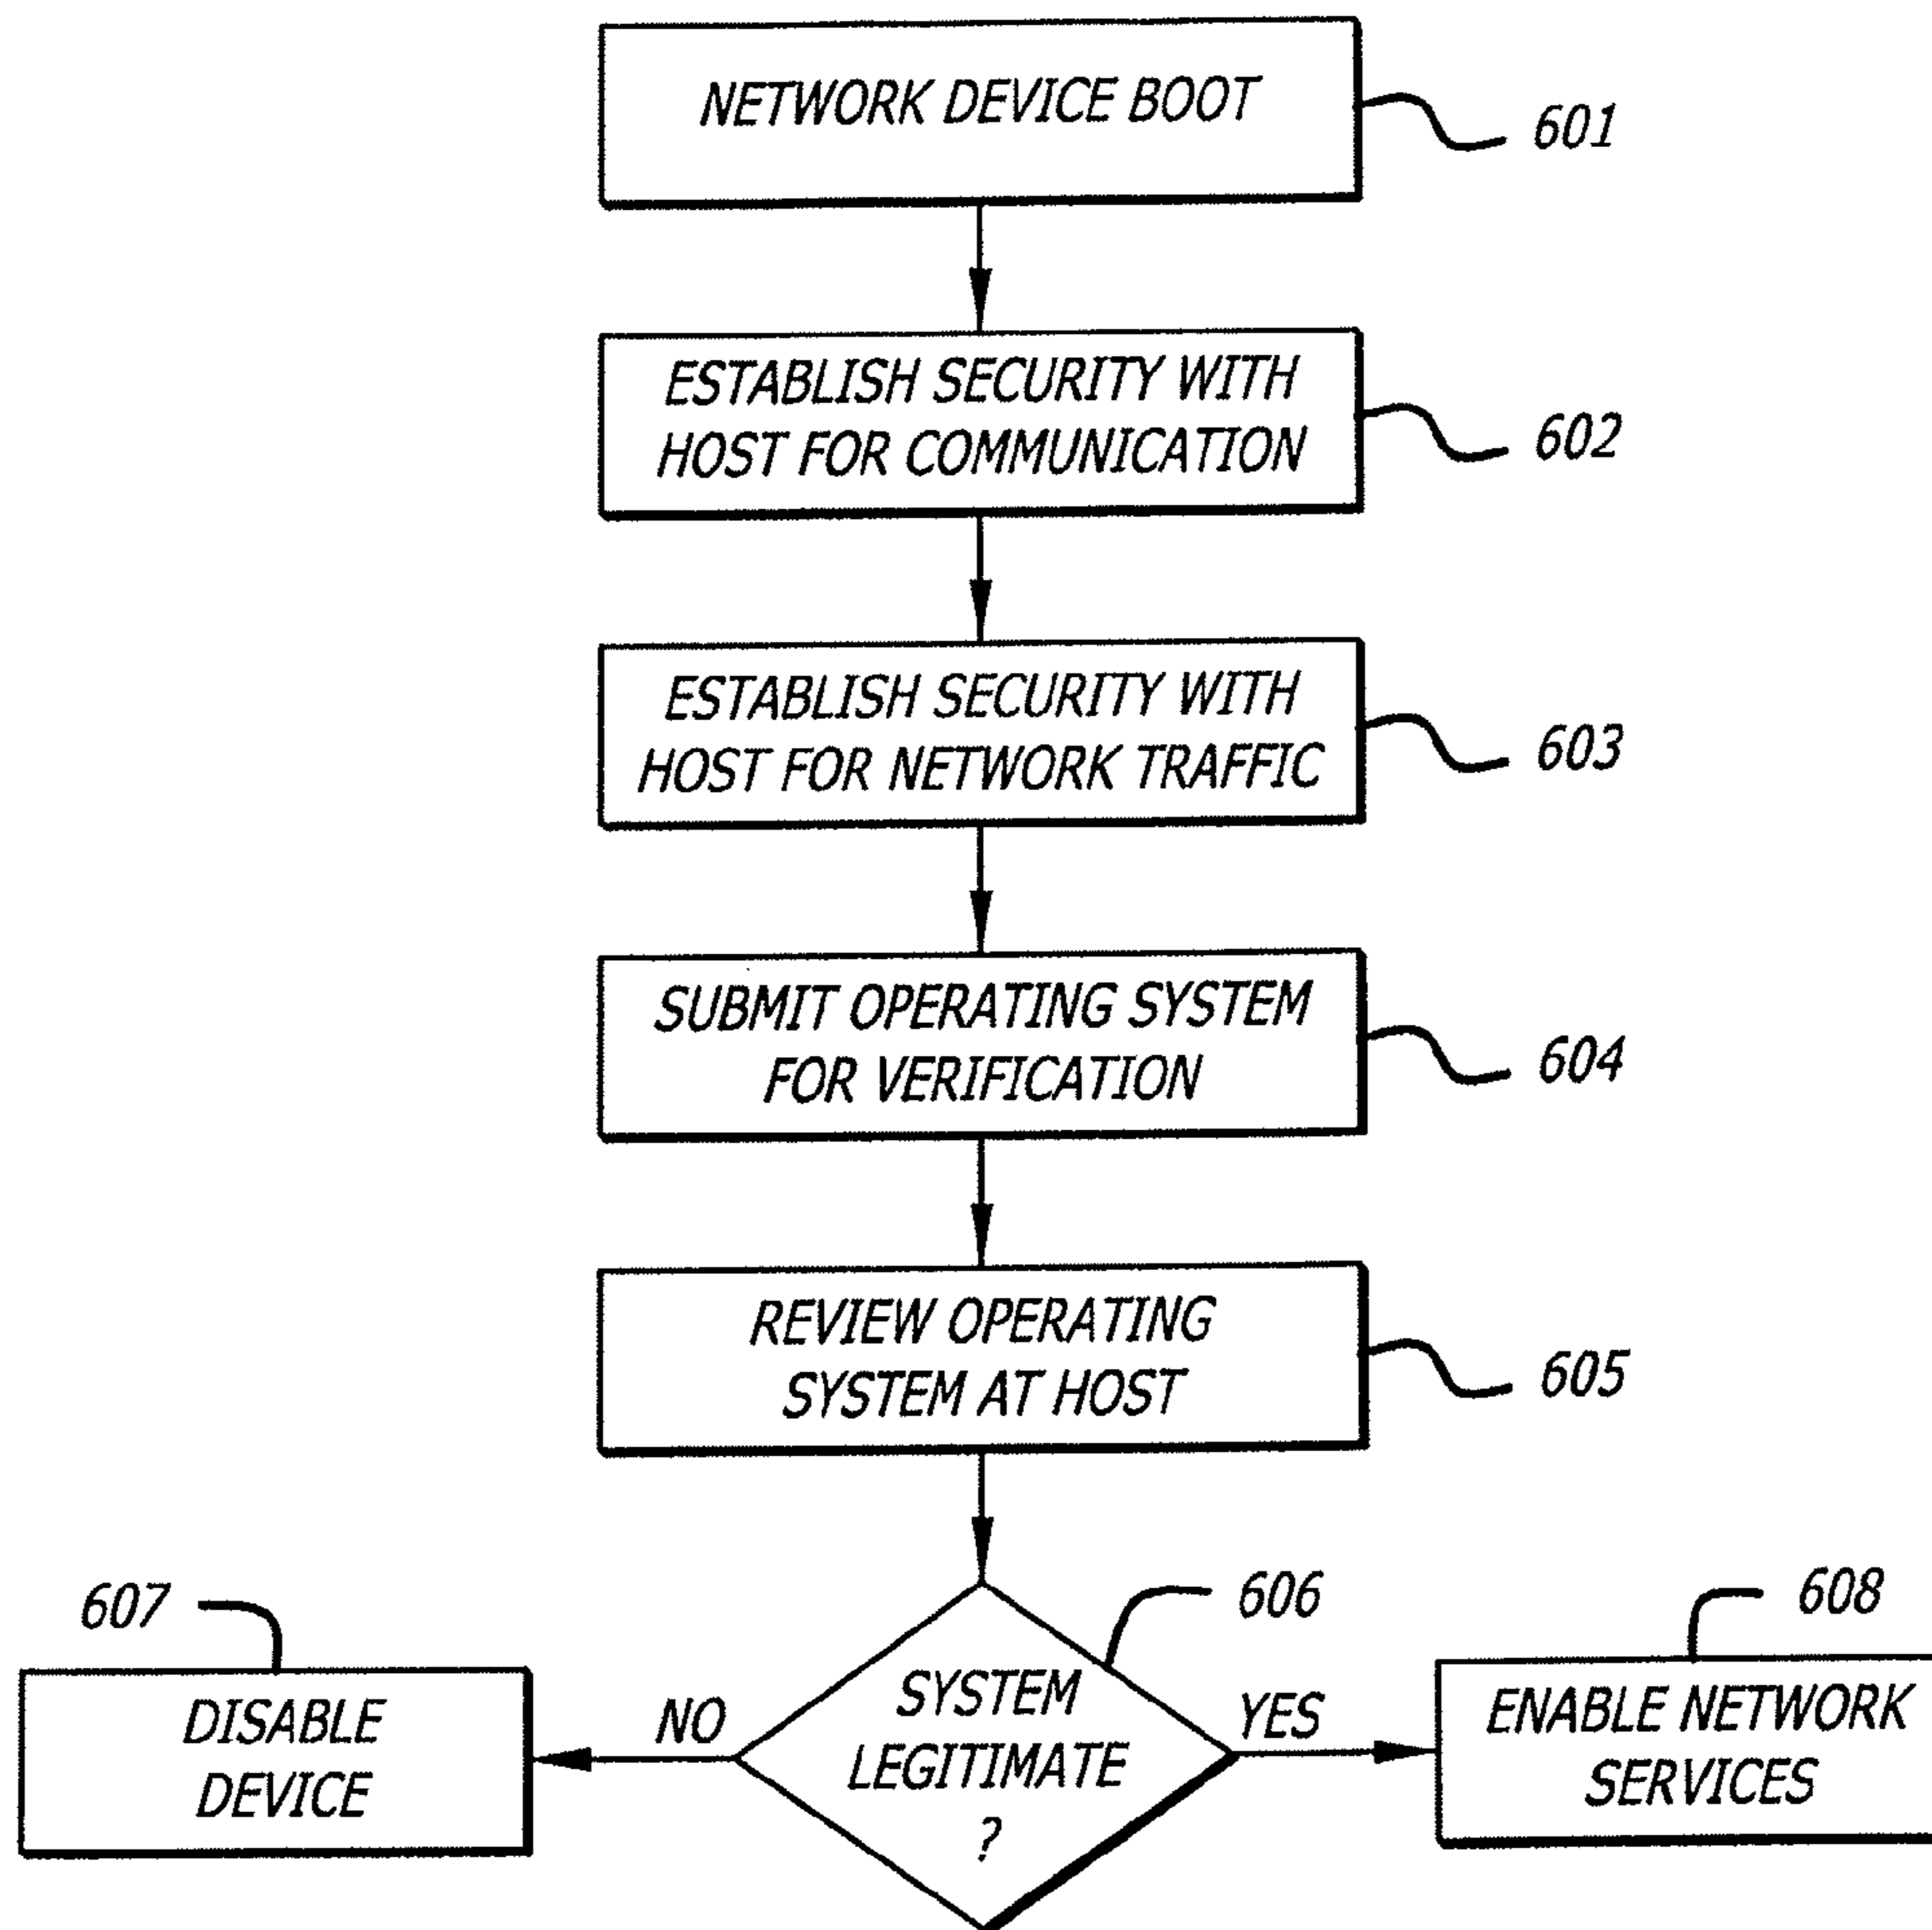 NETWORK DEVICE BOOT
601
ESTABLISH SECURITY WITH
HOST FOR COMMUNICATION
602
ESTABLISH SECURITY WITH
HOST FOR NETWORK TRAFFIC
603
SUBMIT OPERATING SYSTEM
FOR VERIFICATION
604
REVIEW OPERATING
SYSTEM AT HOST
605
606
SYSTEM
LEGITIMATE
?
NO
607
DISABLE
DEVICE
YES
608
ENABLE NETWORK
SERVICES